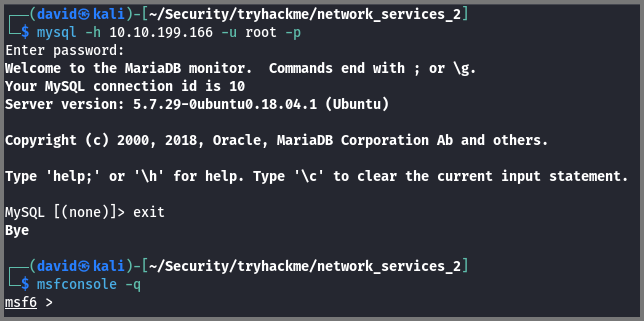 ┌──(david㉿kali)-[~/Security/tryhackme/network_services_2]
└─$ mysql -h 10.10.199.166 -u root -p
Enter password:
Welcome to the MariaDB monitor.  Commands end with ; or \g.
Your MySQL connection id is 10
Server version: 5.7.29-0ubuntu0.18.04.1 (Ubuntu)

Copyright (c) 2000, 2018, Oracle, MariaDB Corporation Ab and others.

Type 'help;' or '\h' for help. Type '\c' to clear the current input statement.

MySQL [(none)]> exit
Bye

┌──(david㉿kali)-[~/Security/tryhackme/network_services_2]
└─$ msfconsole -q
msf6 >